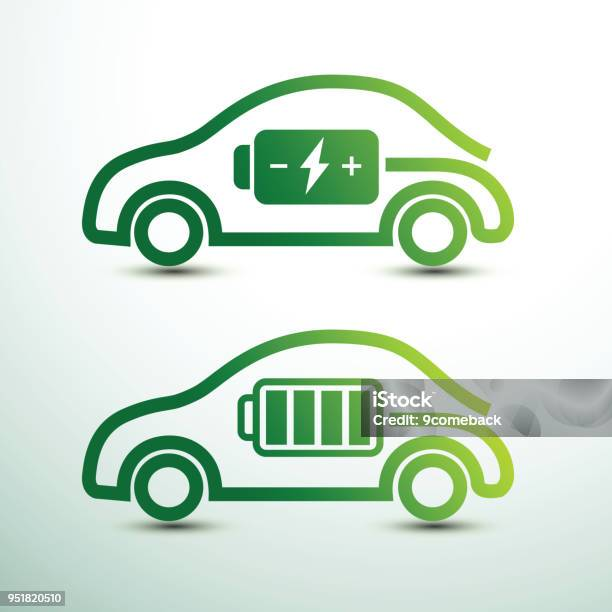 − +
iStock
Credit: 9comeback
951820510